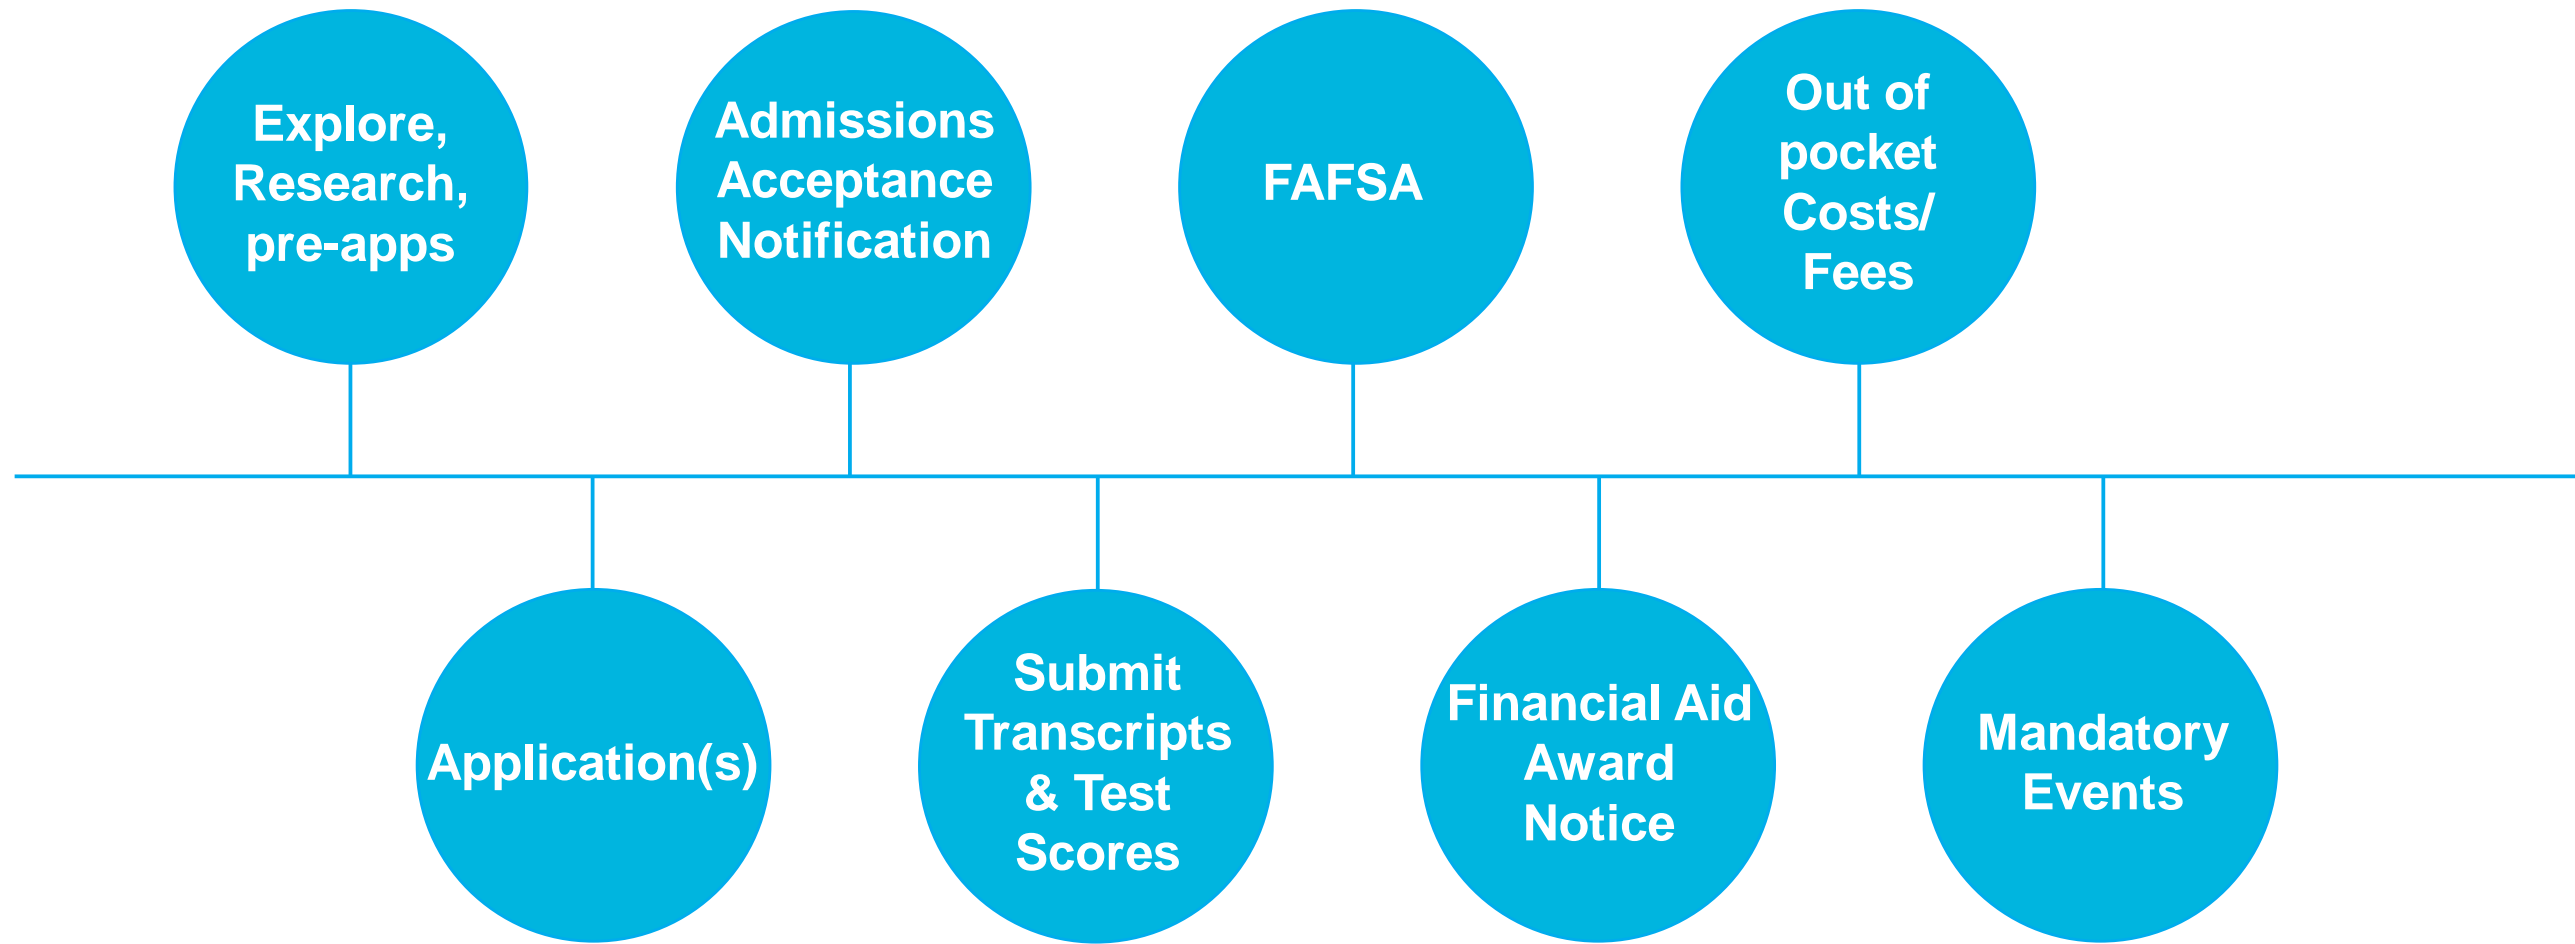 Explore,
Research,
pre-apps
Application(s)
Admissions
Acceptance
Notification
Submit
Transcripts
& Test
Scores
FAFSA
Financial Aid
Award
Notice
Out of
pocket
Costs/
Fees
Mandatory
Events